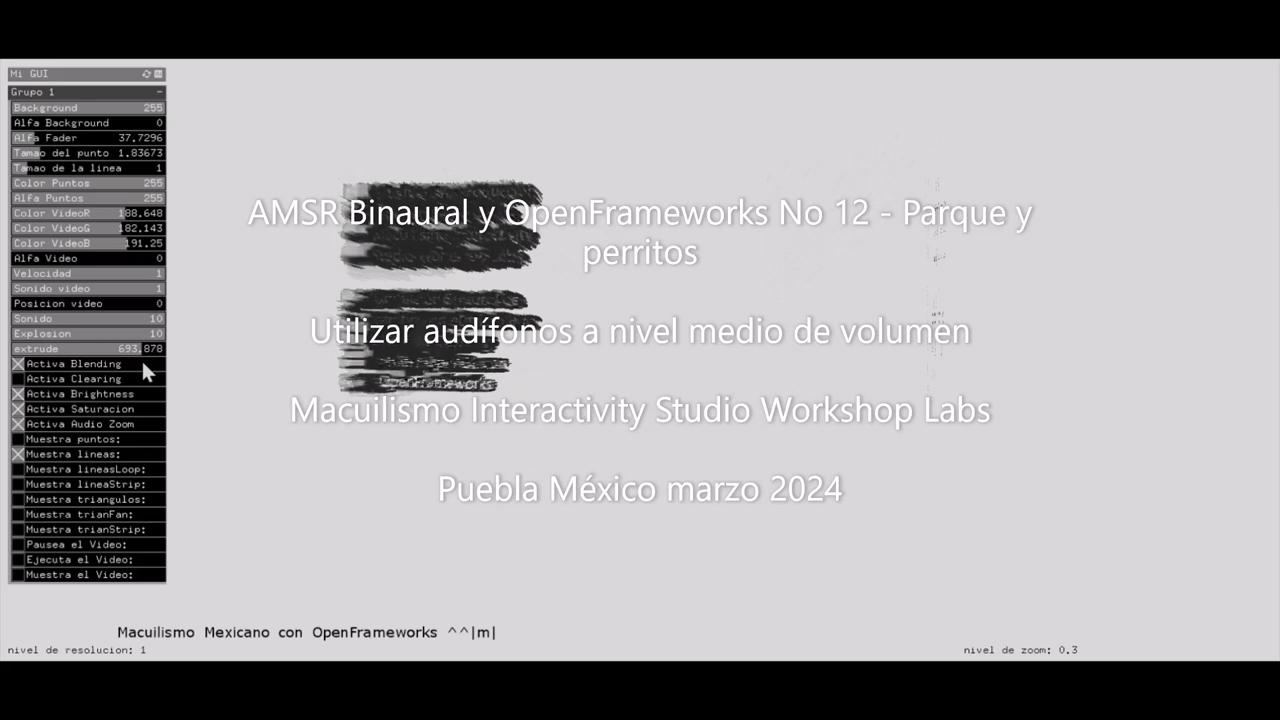 Mi GUI
Grupo 1 -
Background 255
Alfa Background 0
Alfa Fader 37.7296
Tamao del punto 1.83673
Tamao de la linea 1
Color Puntos 255
Alfa Puntos 255
Color VideoR 188.648
Color VideoG 182.143
Color VideoB 191.25
Alfa Video 0
Velocidad 1
Sonido video 1
Posicion video 0
Sonido 10
Explosion 10
extrude 693.878
Activa Blending
Activa Clearing
Activa Brightness
Activa Saturacion
Activa Audio Zoom
Muestra puntos:
Muestra lineas:
Muestra lineasLoop:
Muestra lineaStrip:
Muestra triangulos:
Muestra trianFan:
Muestra trianStrip:
Pausea el Video:
Ejecuta el Video:
Muestra el Video:
AMSR Binaural y OpenFrameworks No 12 - Parque y
perritos
Utilizar audífonos a nivel medio de volumen
OpenFrameworks
Macuilismo Interactivity Studio Workshop Labs
Puebla México marzo 2024
Macuilismo Mexicano con OpenFrameworks ^^|m|
nivel de resolucion: 1
nivel de zoom: 0.3